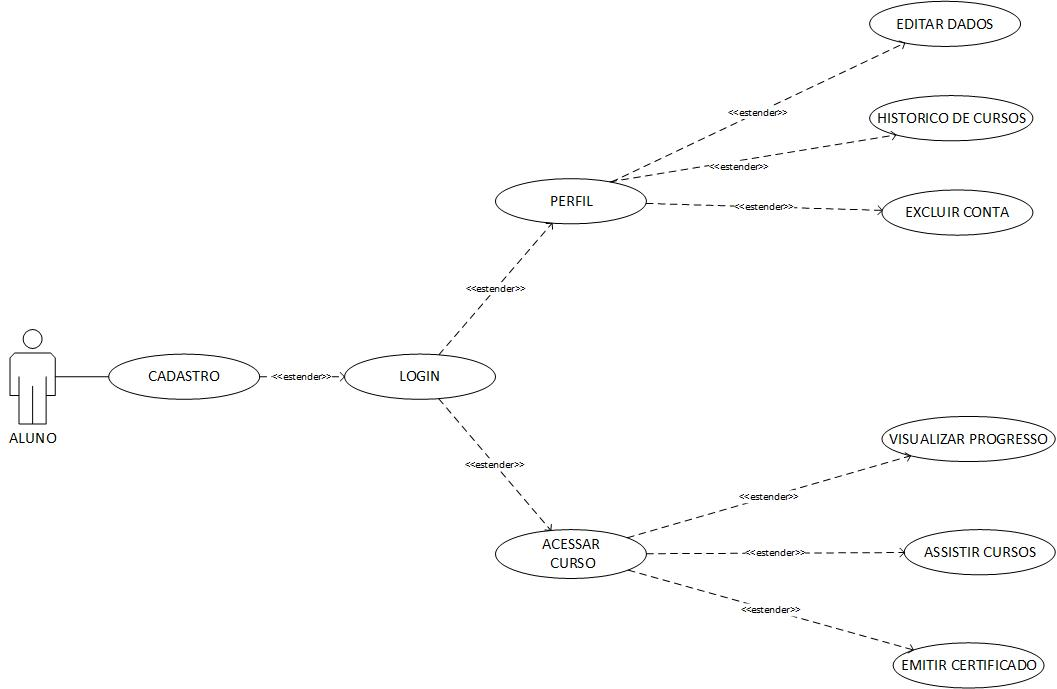 EDITAR DADOS
<<estender>>
HISTORICO DE CURSOS
<<estender>>
PERFIL
<<estender>>
EXCLUIR CONTA
<<estender>>
ALUNO
CADASTRO
<<estender>>
LOGIN
<<estender>>
VISUALIZAR PROGRESSO
<<estender>>
ACESSAR
CURSO
<<estender>>
ASSISTIR CURSOS
<<estender>>
EMITIR CERTIFICADO